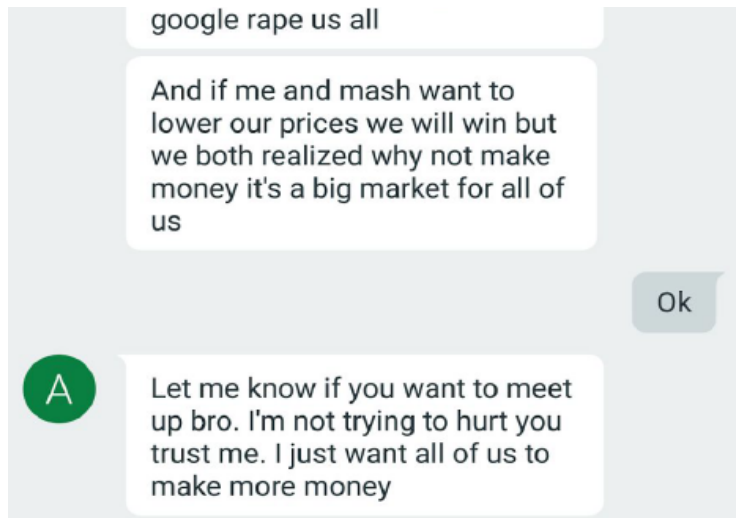 google rape us all
And if me and mash want to
lower our prices we will win but
we both realized why not make
money it's a big market for all of
us
Ok
A
Let me know if you want to meet
up bro. I'm not trying to hurt you
trust me. I just want all of us to
make more money